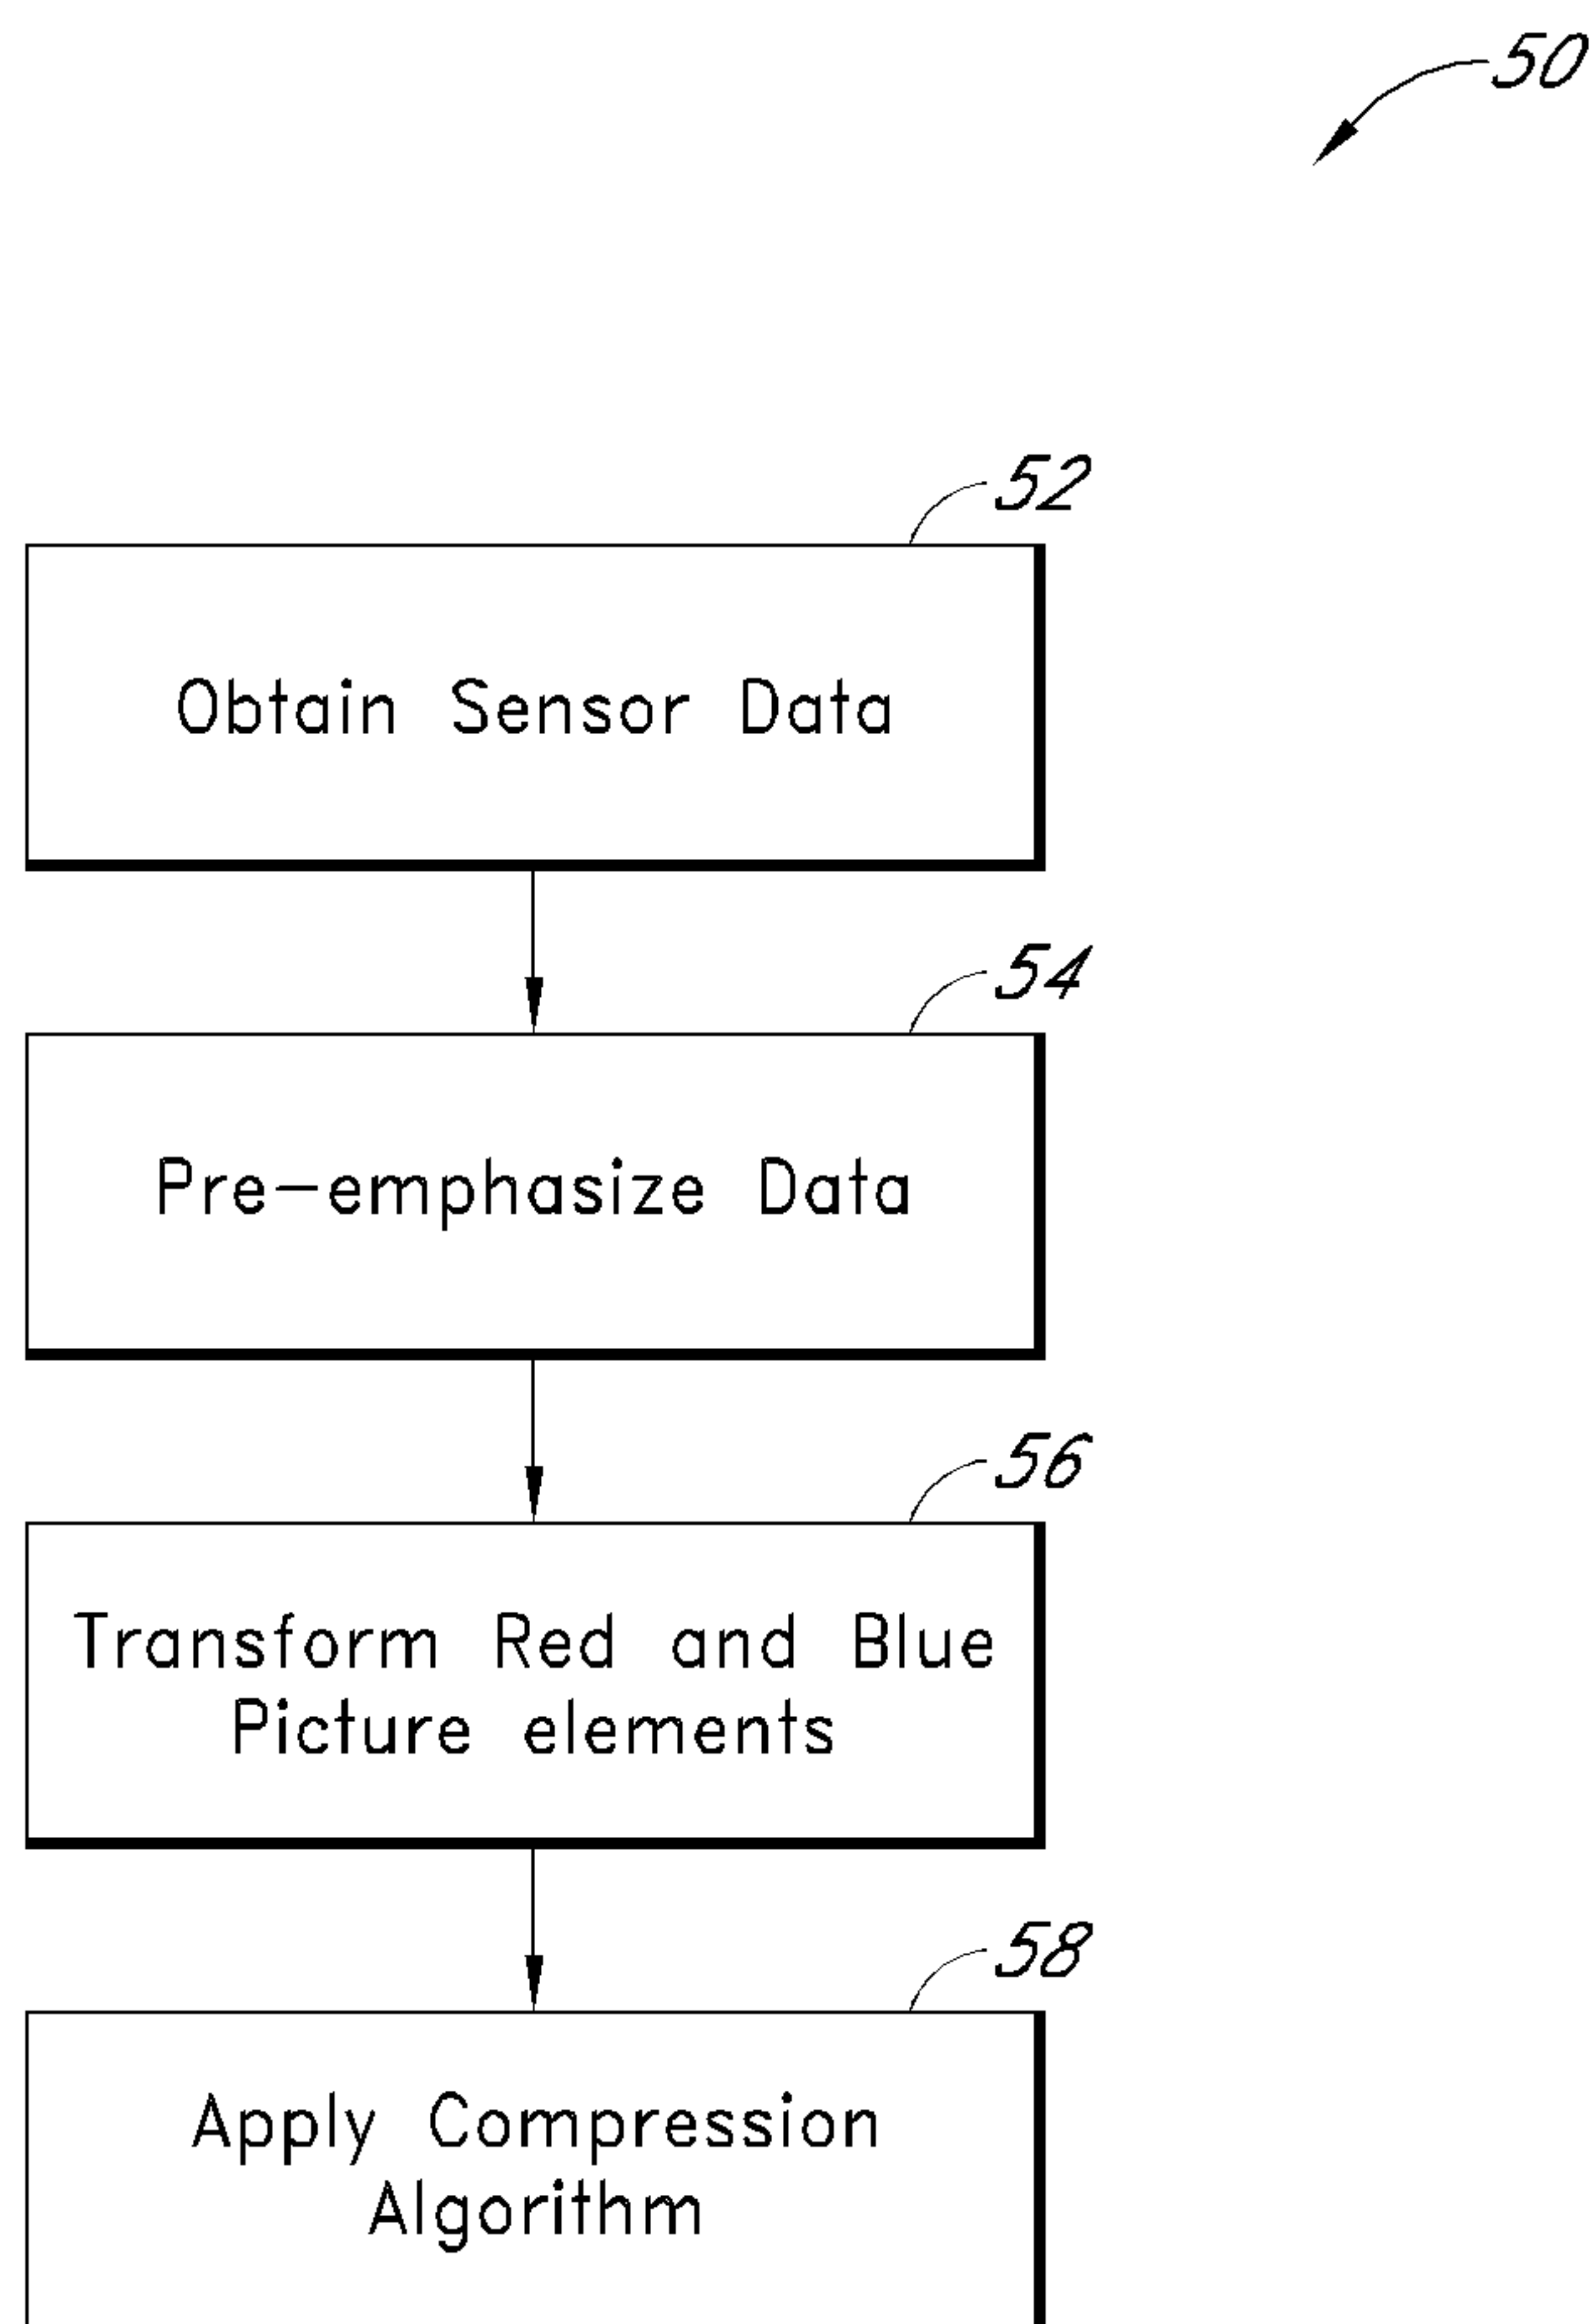 50
52
Obtain Sensor Data
54
Pre-emphasize Data
56
Transform Red and Blue
Picture elements
58
Apply Compression
Algorithm